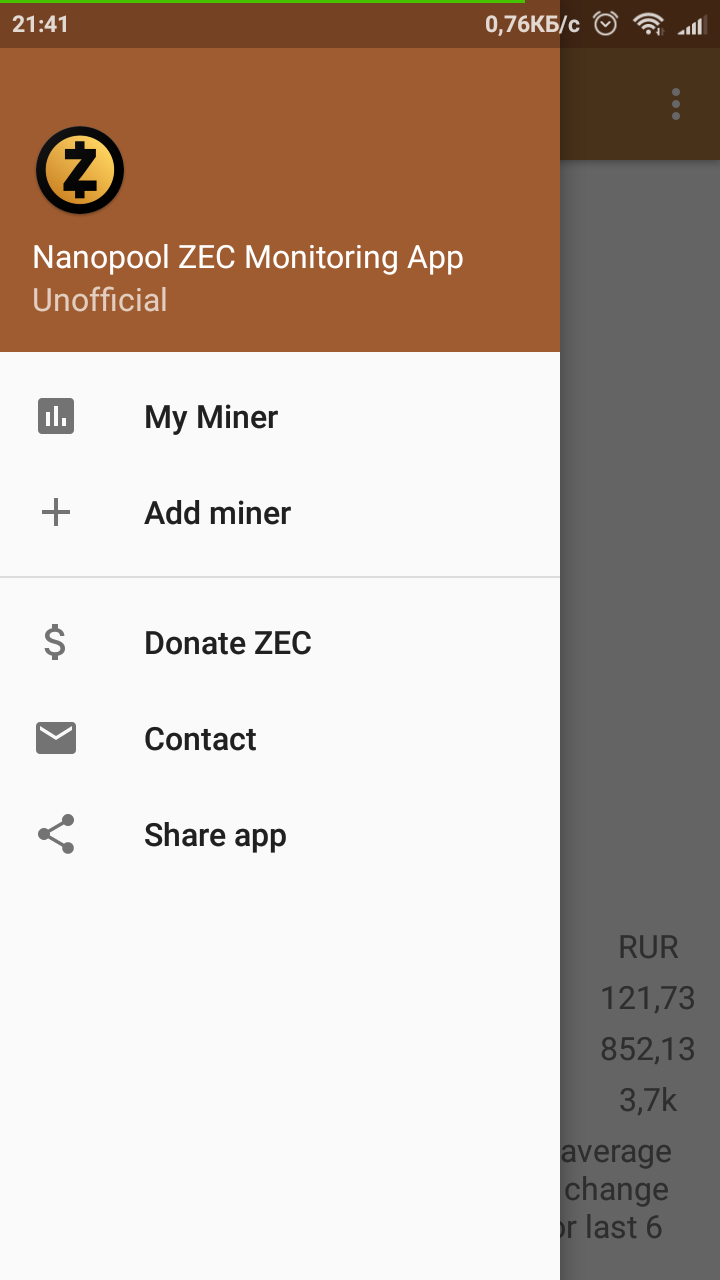 21:41 0,76КБ/с
Nanopool ZEC Monitoring App
Unofficial
My Miner
Add miner
Donate ZEC
Contact
Share app
RUR
121,73
852,13
3,7k
average
change
last 6